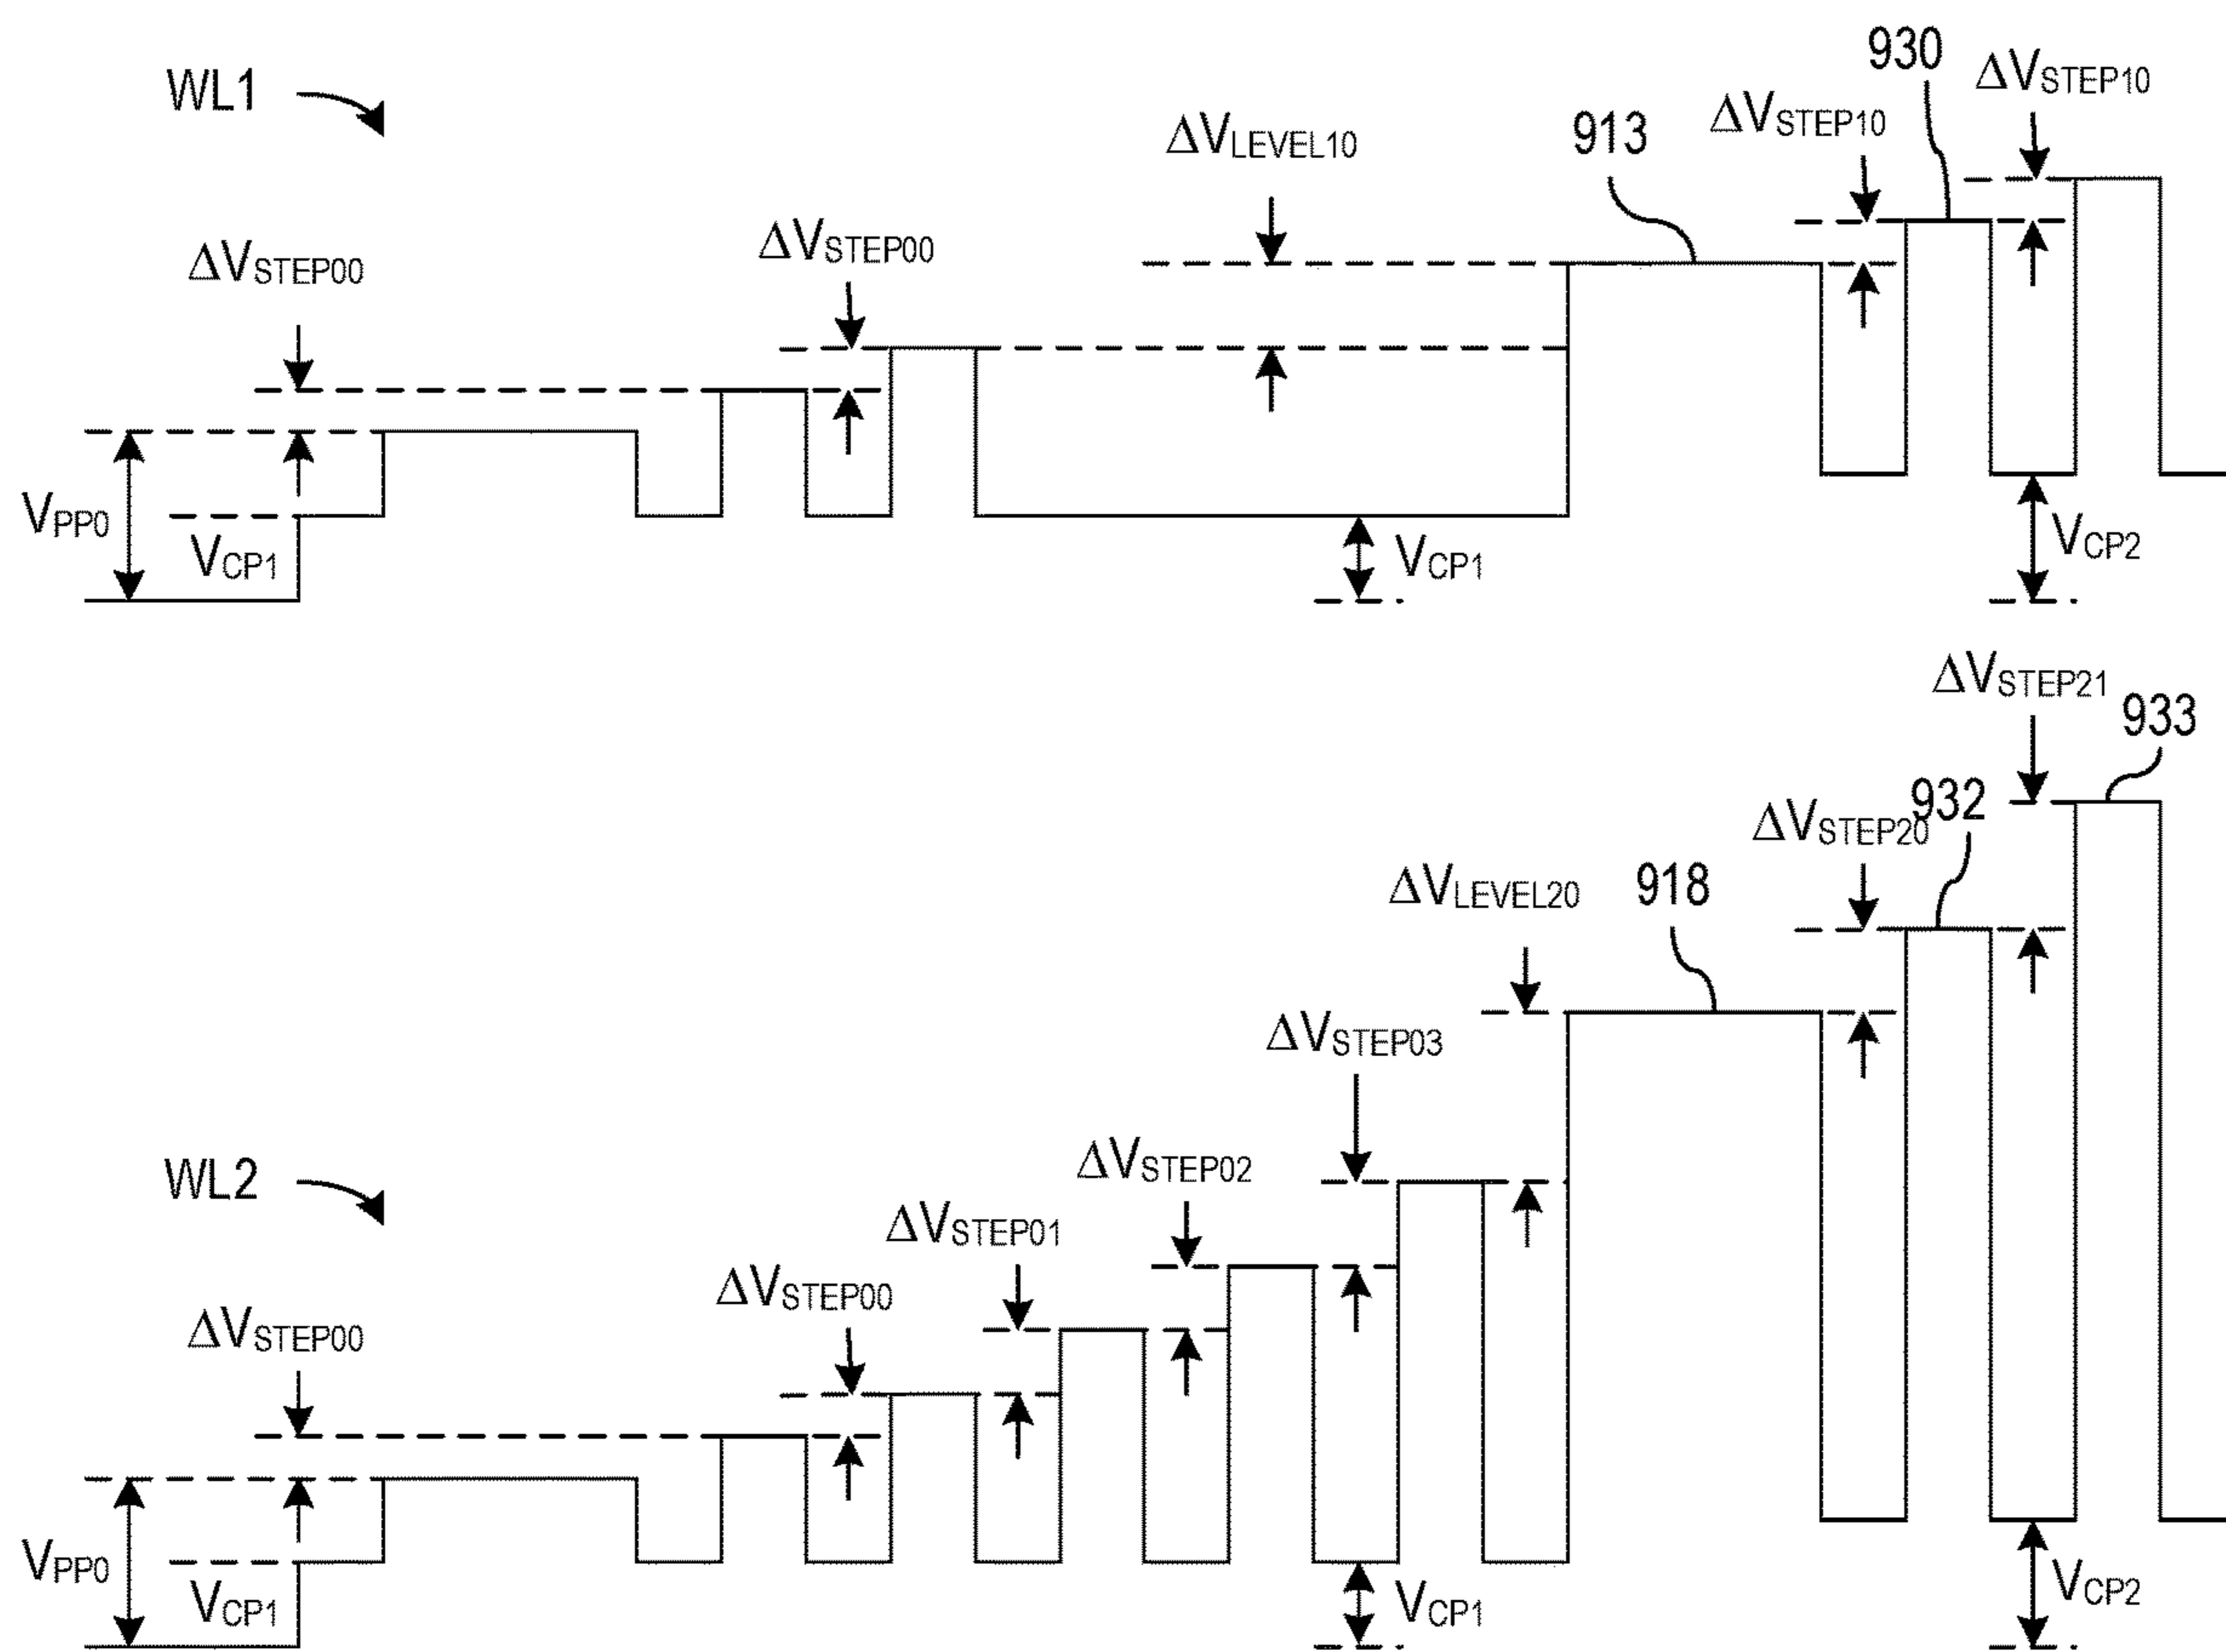 930
ΔVSTEP10
WL1
ΔVSTEP10
913
ΔVLEVEL10
ΔVSTEP00
ΔVSTEP00
VPP0
VCP1
VCP1
VCP2
ΔVSTEP21
933
932
ΔVSTEP20
ΔVLEVEL20
918
ΔVSTEP03
WL2
ΔVSTEP02
ΔVSTEP01
ΔVSTEP00
ΔVSTEP00
VPP0
VCP1
VCP1
VCP2